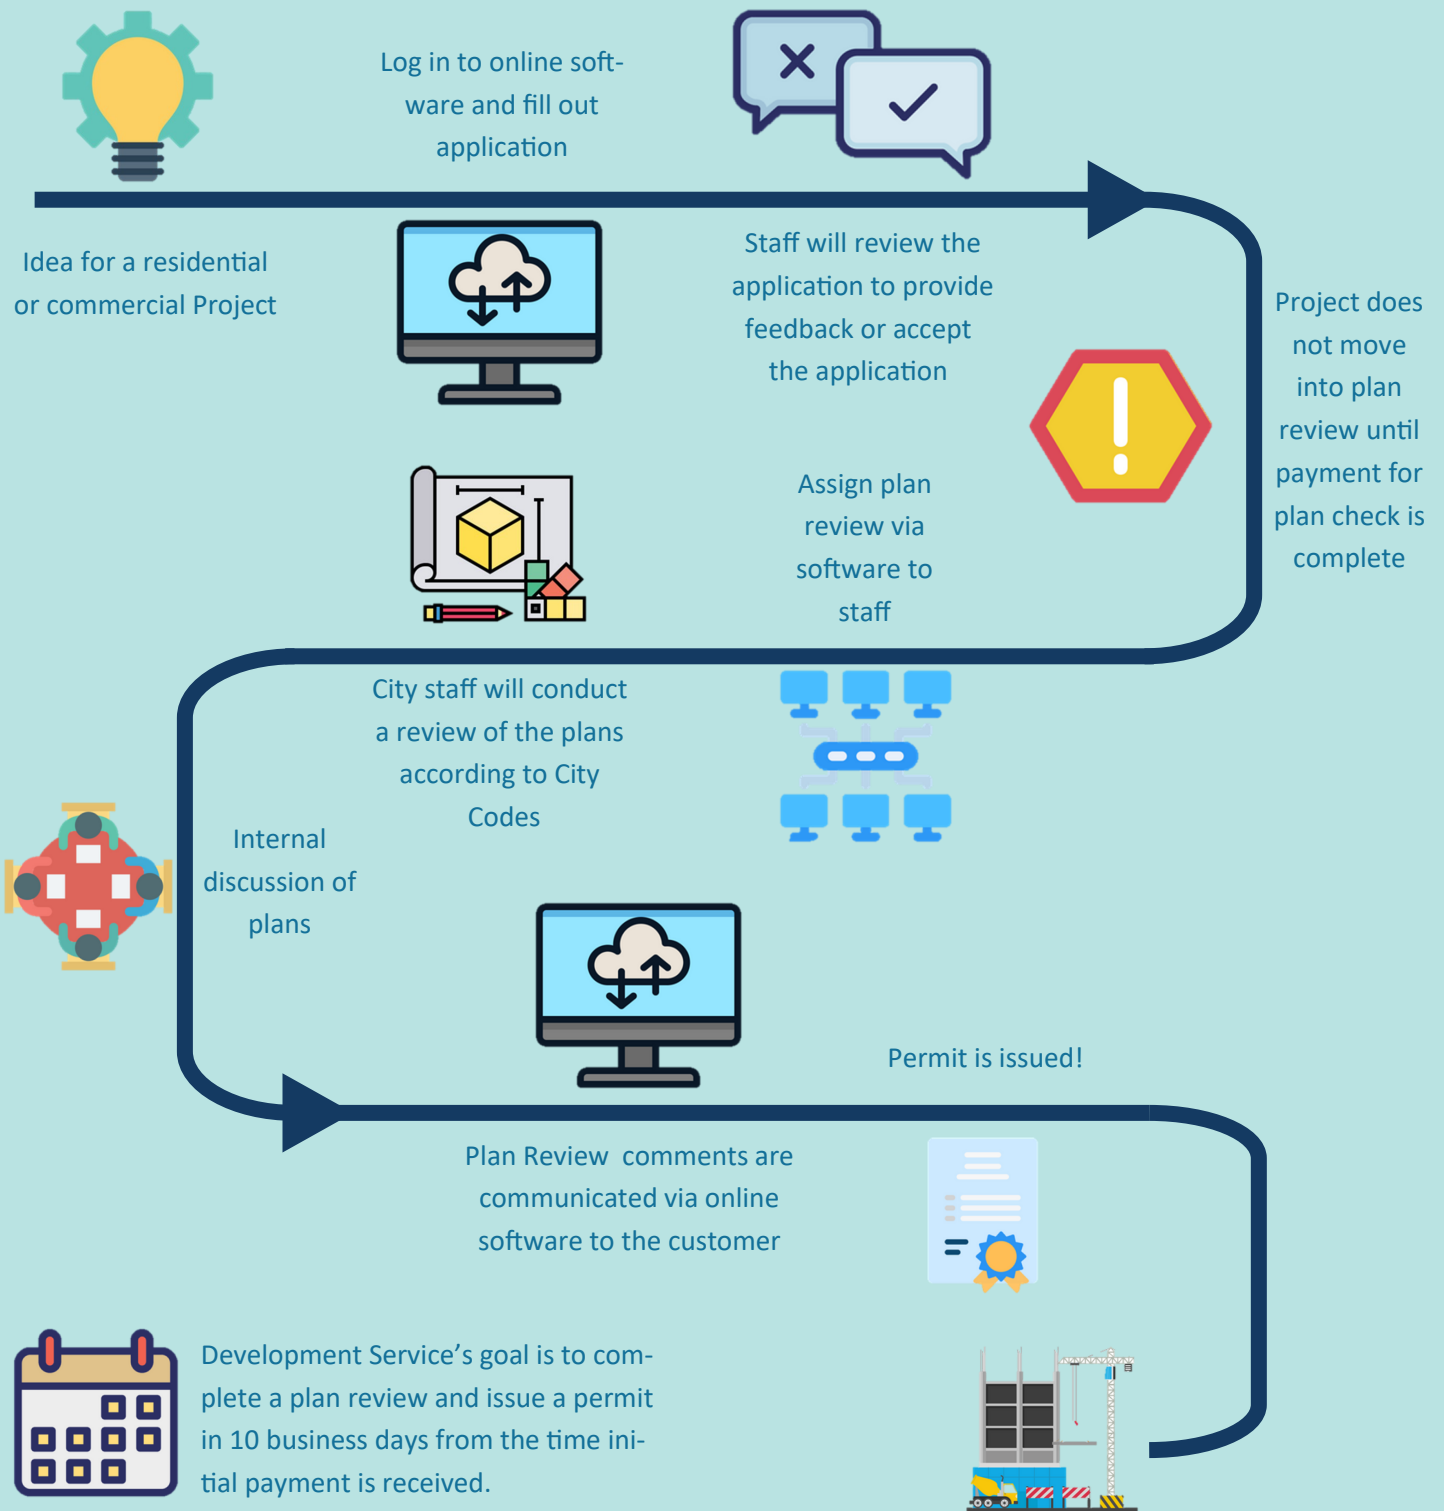 Idea for a residential
or commercial Project
Log in to online soft-
ware and fill out
application
Staff will review the
application to provide
feedback or accept
the application
Project does
not move
into plan
review until
payment for
plan check is
complete
Assign plan
review via
software to
staff
City staff will conduct
a review of the plans
according to City
Codes
Internal
discussion of
plans
Plan Review  comments are
communicated via online
software to the customer
Permit is issued!
Development Service’s goal is to com-
plete a plan review and issue a permit
in 10 business days from the time ini-
tial payment is received.